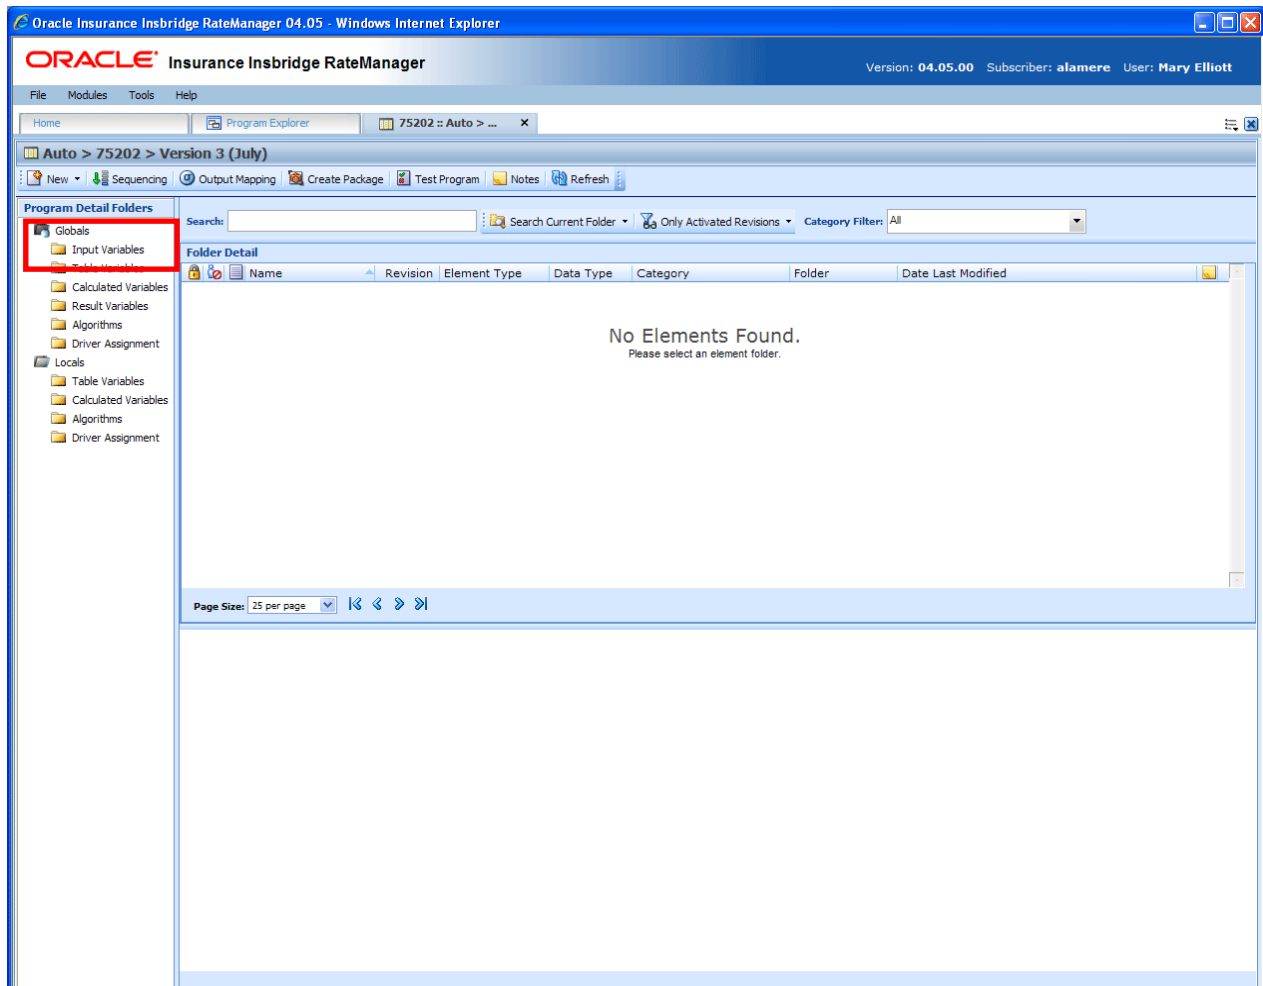 Oracle Insurance Insbridge RateManager 04.05 - Windows Internet Explorer
ORACLE Insurance Insbridge RateManager
Version: 04.05.00 Subscriber: alamere User: Mary Elliott
File Modules Tools Help
Home Program Explorer 75202 :: Auto > ... x
Auto > 75202 > Version 3 (July)
New Sequencing Output Mapping Create Package Test Program Notes Refresh
Program Detail Folders
Globals
Input Variables
Table Variables
Calculated Variables
Result Variables
Algorithms
Driver Assignment
Locals
Table Variables
Calculated Variables
Algorithms
Driver Assignment
Search: Search Current Folder Only Activated Revisions Category Filter: All
Folder Detail
Name Revision Element Type Data Type Category Folder Date Last Modified
No Elements Found.
Please select an element folder.
Page Size: 25 per page